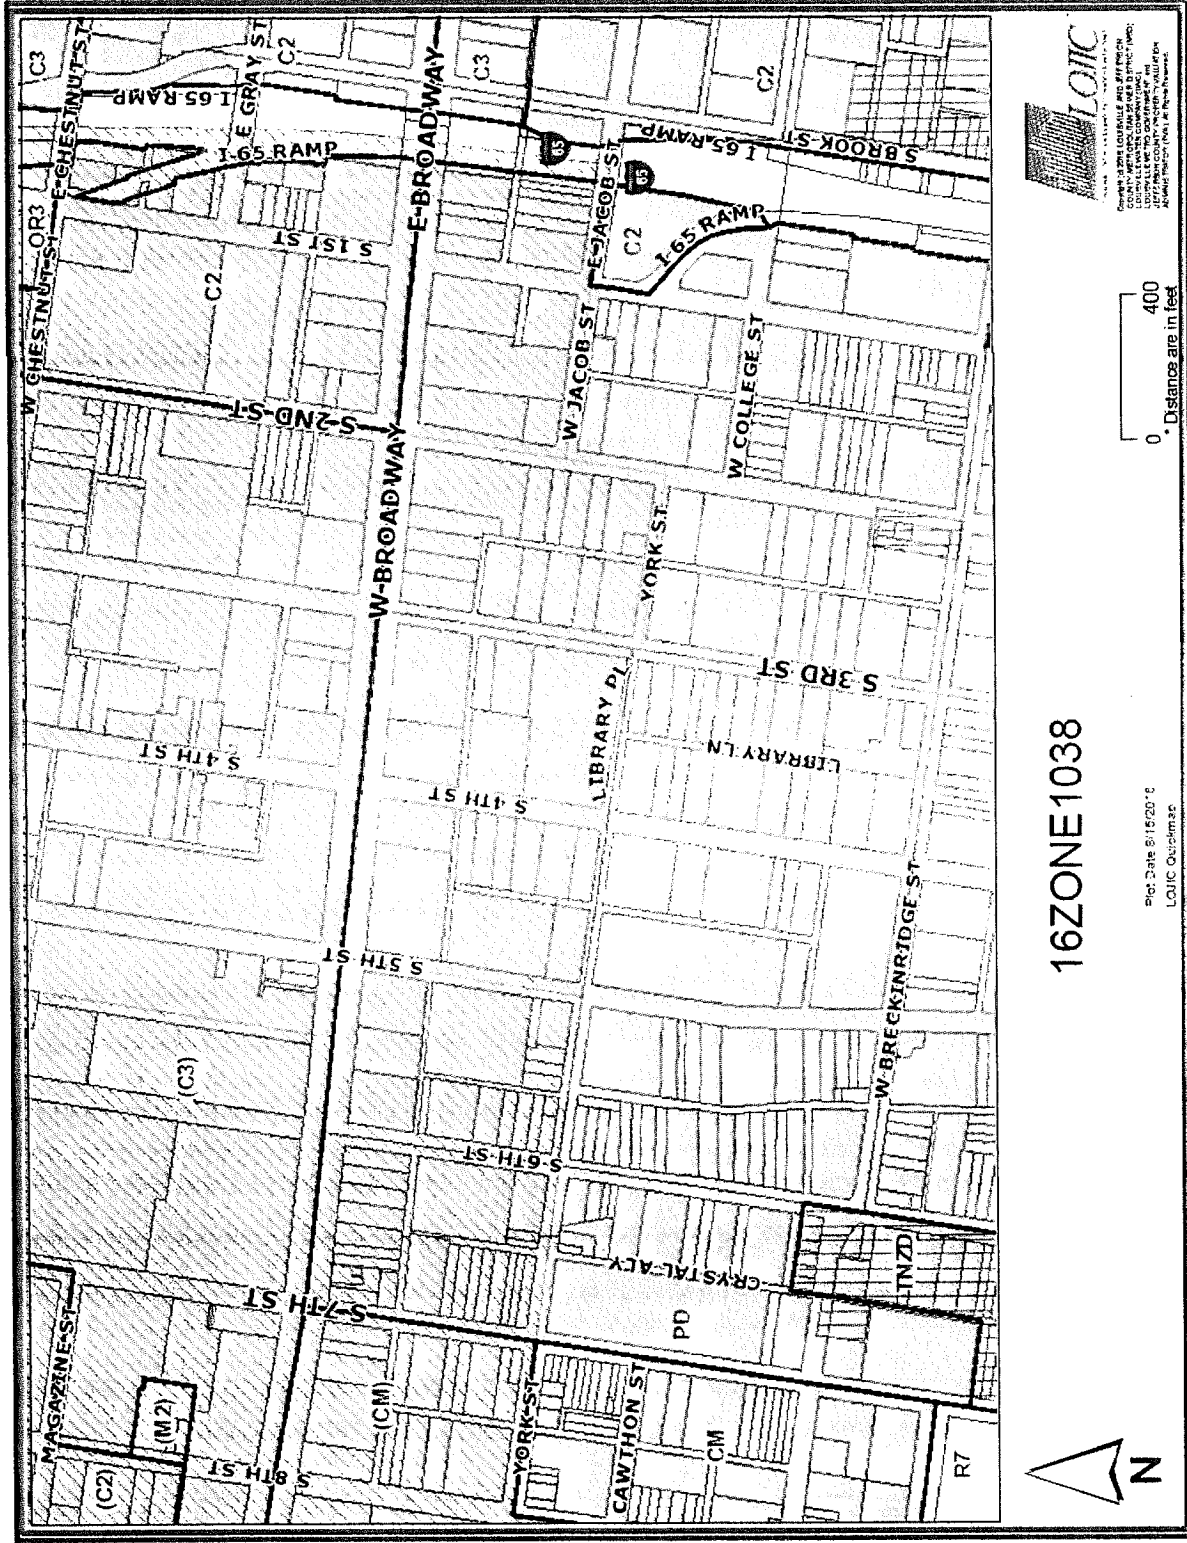 C3
E-CHESTNUT-ST
I-65 RAMP
E GRAY ST
C2
E-BROADWAY
C3
C2
W CHESTNUT-ST
OR3
I-65 RAMP
S 1ST ST
C2
65
E-JACOB-ST
65
I-65-RAMP
S BROOK-ST
C2
I-65 RAMP
S-2ND-ST
W-JACOB-ST
W COLLEGE ST
W-BROADWAY
YORK-ST
S 4TH ST
S 4TH ST
LIBRARY PL
S 3RD ST
LIBRARY LN
S 5TH ST
(C3)
W-BRECKINRIDGE-ST
S-6TH-ST
MAGAZINE-ST
S-7TH-ST
CRYSTAL-ALY
PD
TNZD
(M2)
(C2)
S-8TH-ST
(CM)
YORK-ST
CAWTHON ST
CM
R7
N
16ZONE1038
LOJIC Quickmap
0 400
* Distance are in feet
LOJIC